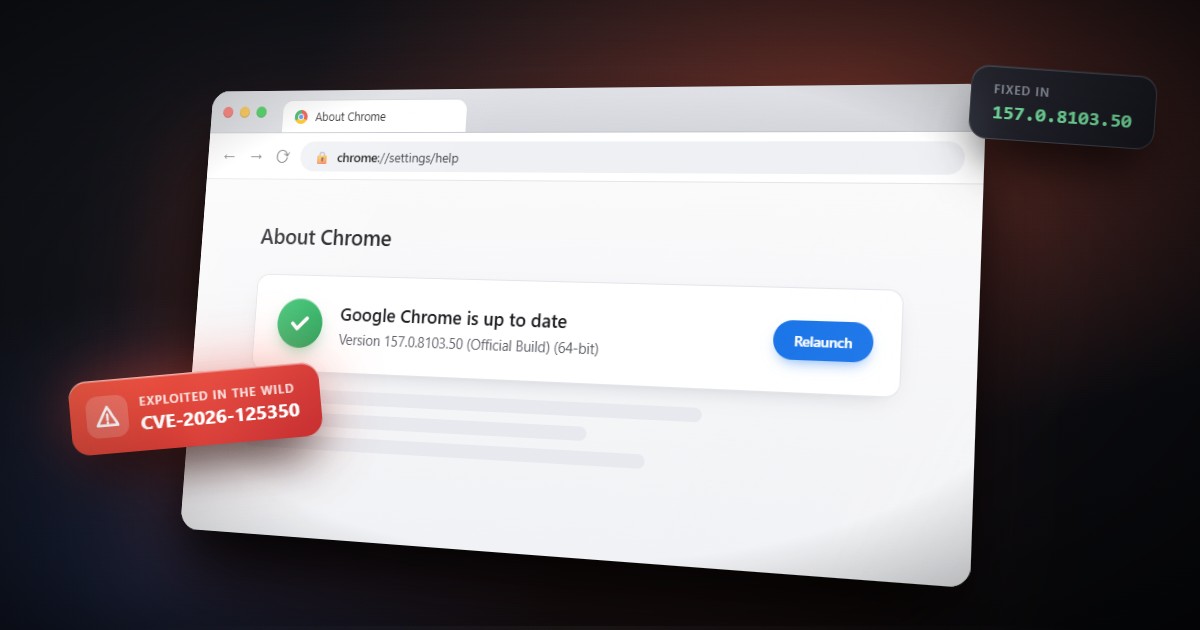 About Chrome
chrome://settings/help
FIXED IN
157.0.8103.50
About Chrome
Google Chrome is up to date
Version 157.0.8103.50 (Official Build) (64-bit)
Relaunch
EXPLOITED IN THE WILD
CVE-2026-125350